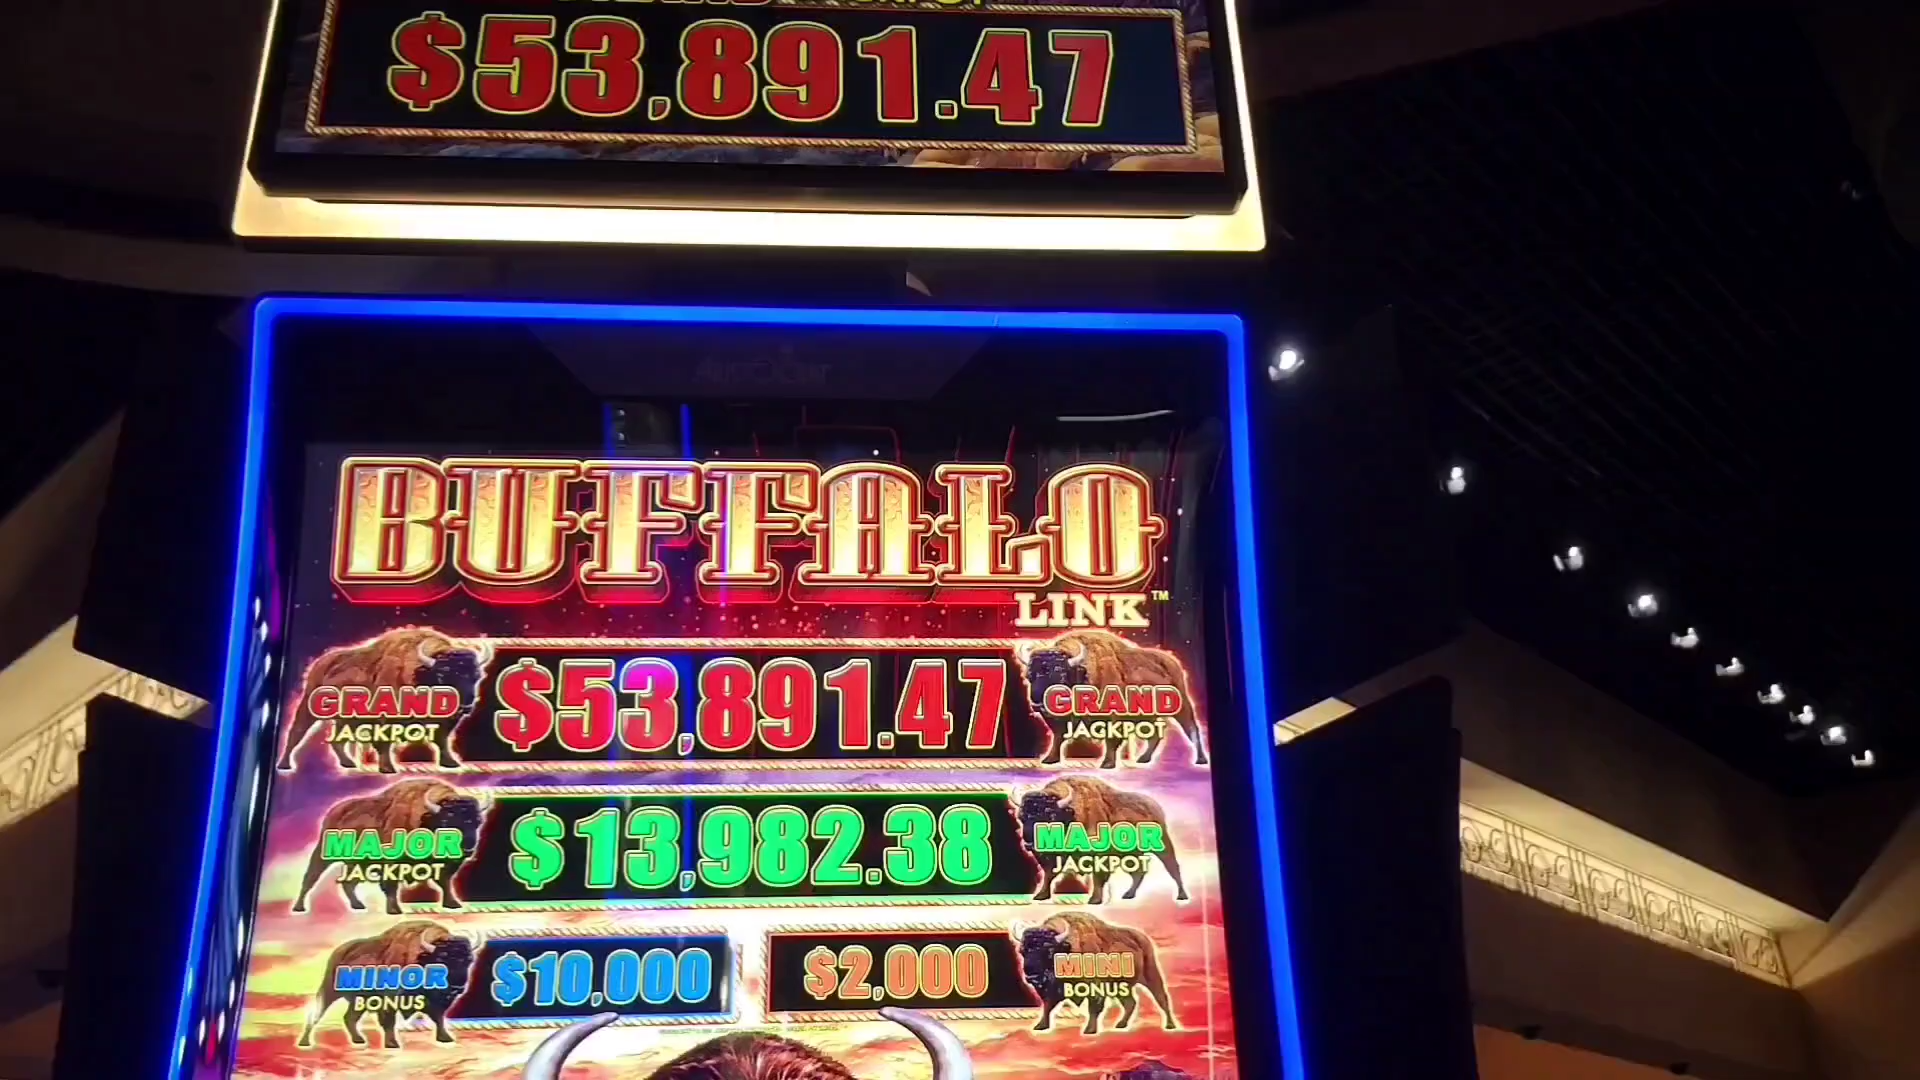 $53,891.47
BUFFALO
LINK™
GRAND JACKPOT $53,891.47 GRAND JACKPOT
MAJOR JACKPOT $13,982.38 MAJOR JACKPOT
MINOR BONUS $10,000 $2,000 MINI BONUS